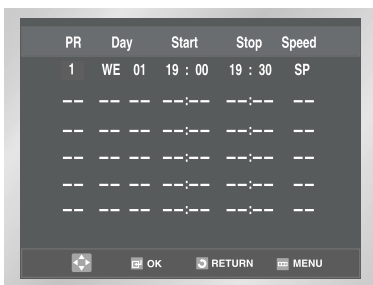 PR Day Start Stop Speed
1 WE 01 19 : 00 19 : 30 SP
–– –– –– ––:–– ––:–– ––
–– –– –– ––:–– ––:–– ––
–– –– –– ––:–– ––:–– ––
–– –– –– ––:–– ––:–– ––
–– –– –– ––:–– ––:–– ––
OK RETURN MENU